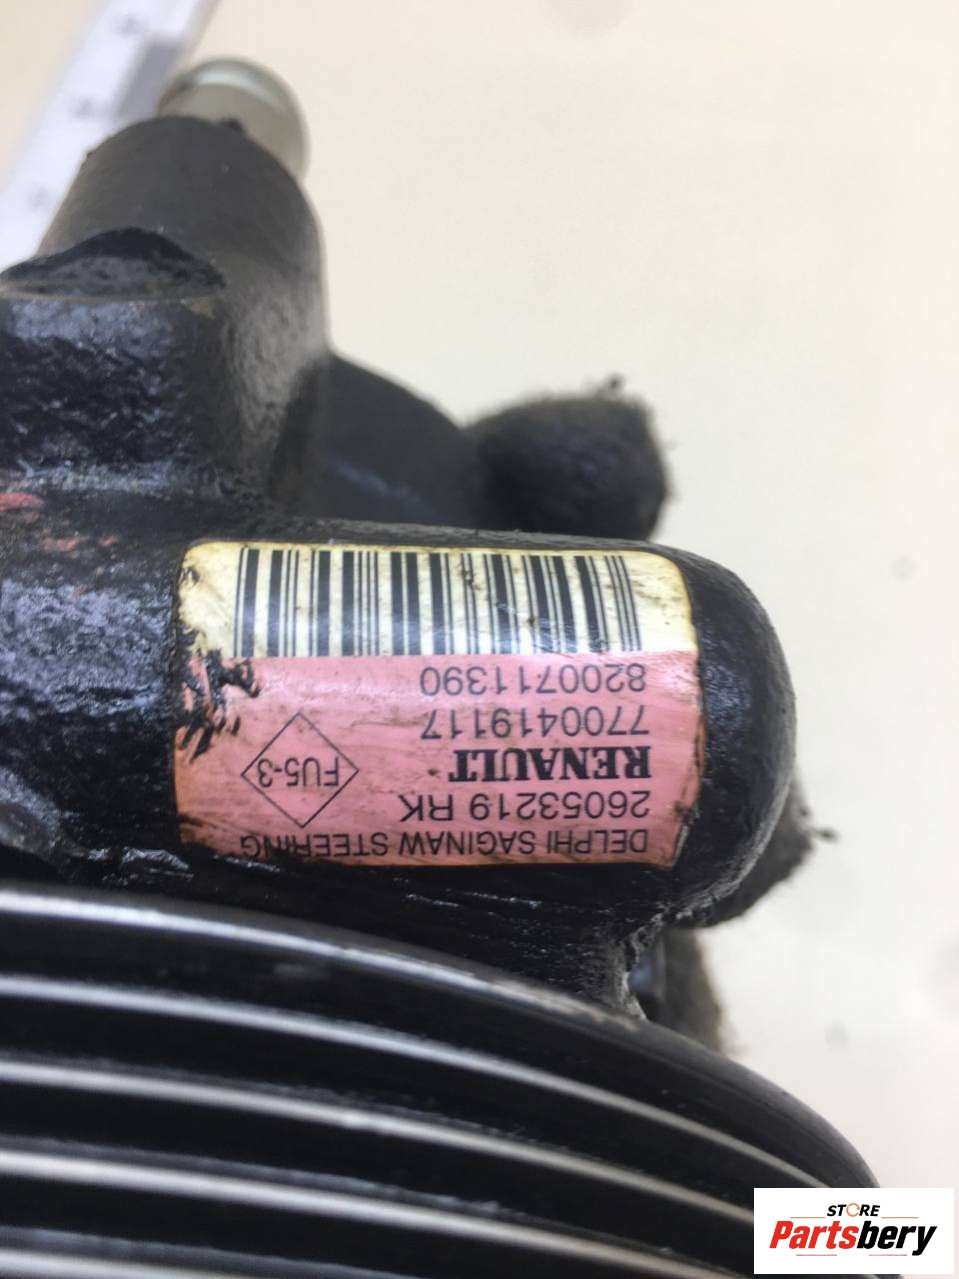 DELPHI SAGINAW STEERING
26053219 RK
RENAULT
7700419117
8200711390
FU5-3
STORE
Partsbery